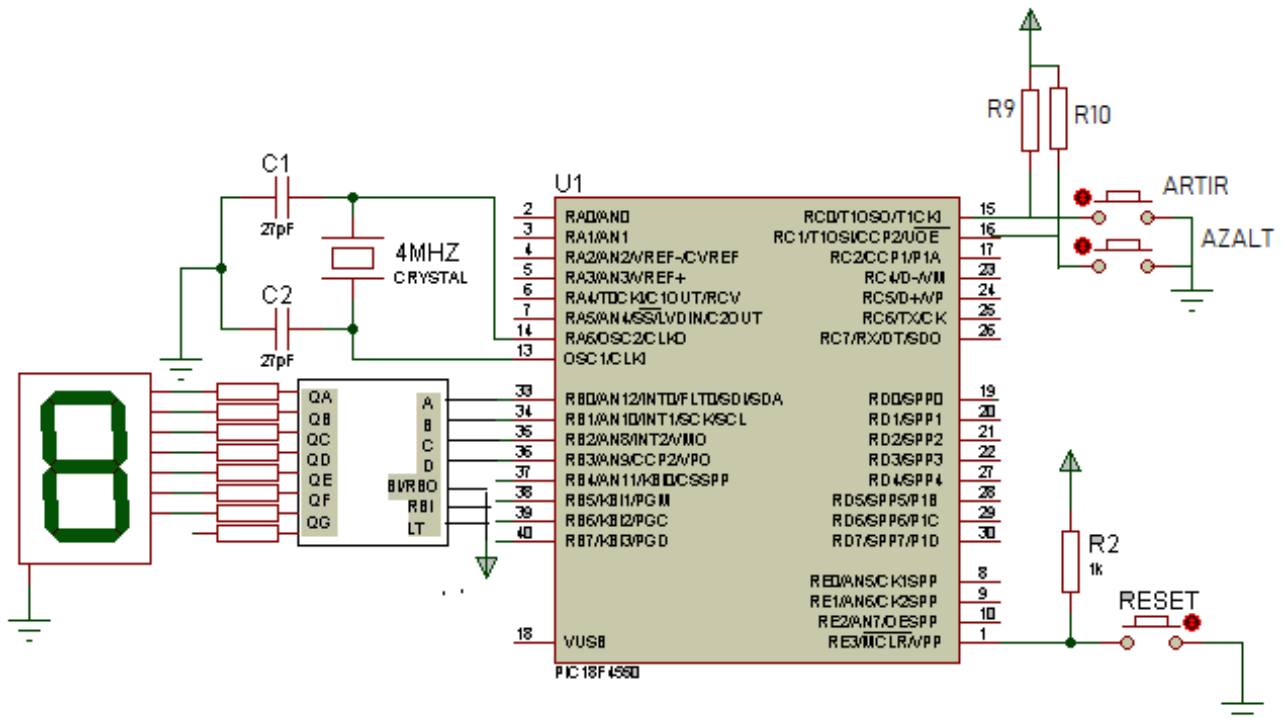 C1
27pF
4MHZ
CRYSTAL
C2
27pF
U1
2 RA0/AN0
3 RA1/AN1
4 RA2/AN2/VREF-/CVREF
5 RA3/AN3/VREF+
6 RA4/T0CKI/C1OUT/RCV
7 RA5/AN4/SS/LVDIN/C2OUT
14 RA6/OSC2/CLKO
13 OSC1/CLKI
33 RB0/AN12/INT0/FLT0/SDI/SDA
34 RB1/AN10/INT1/SCK/SCL
35 RB2/AN8/INT2/VMO
36 RB3/AN9/CCP2/VPO
37 RB4/AN11/KBI0/CSSPP
38 RB5/KBI1/PGM
39 RB6/KBI2/PGC
40 RB7/KBI3/PGD
18 VUSB
RC0/T1OSO/T1CKI 15
RC1/T1OSI/CCP2/UOE 16
RC2/CCP1/P1A 17
RC4/D-/VM 23
RC5/D+/VP 24
RC6/TX/CK 25
RC7/RX/DT/SDO 26
RD0/SPP0 19
RD1/SPP1 20
RD2/SPP2 21
RD3/SPP3 22
RD4/SPP4 27
RD5/SPP5/P1B 28
RD6/SPP6/P1C 29
RD7/SPP7/P1D 30
RE0/AN5/CK1SPP 8
RE1/AN6/CK2SPP 9
RE2/AN7/OESPP 10
RE3/MCLR/VPP 1
PIC18F4550
QA
QB
QC
QD
QE
QF
QG
A
B
C
D
BI/RBO
RBI
LT
R9
R10
ARTIR
AZALT
R2
1k
RESET